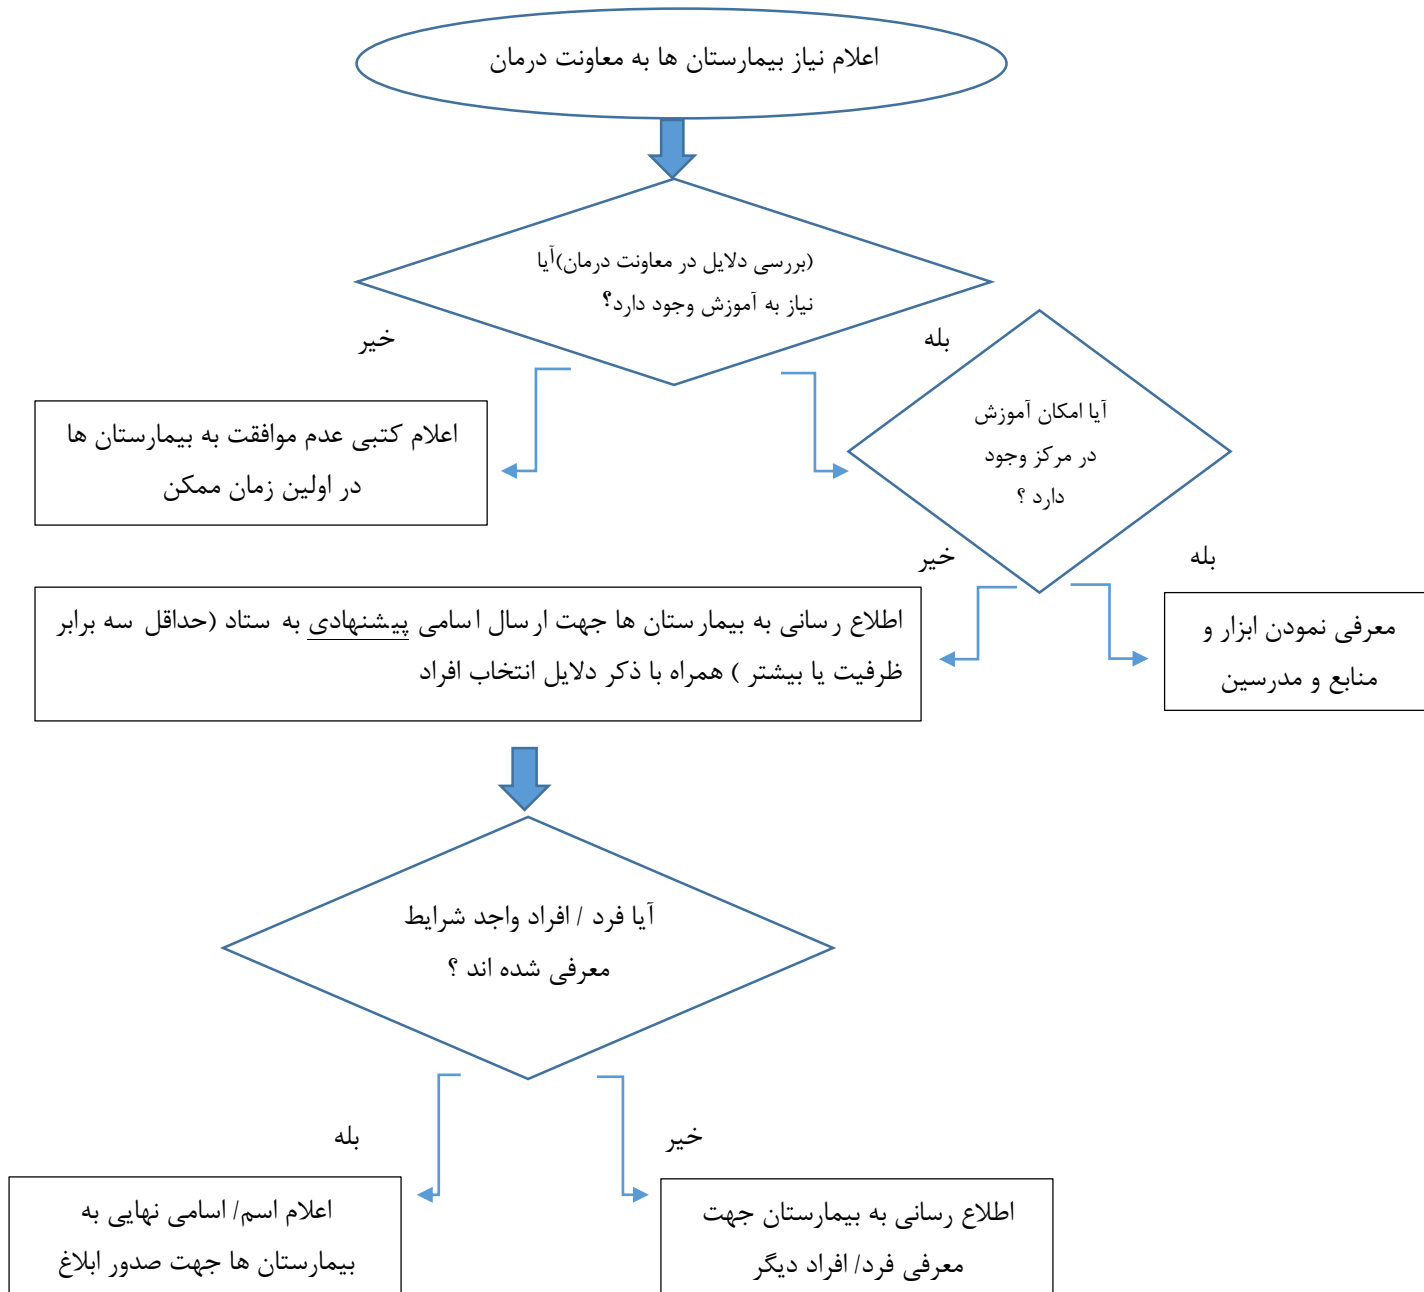 اعلام نیاز بیمارستان ها به معاونت درمان
(بررسی دلایل در معاونت درمان)آیا
نیاز به آموزش وجود دارد؟
خیر
بله
آیا امکان آموزش
در مرکز وجود
دارد ؟
اعلام کتبی عدم موافقت به بیمارستان ها
در اولین زمان ممکن
خیر
بله
معرفی نمودن ابزار و
منابع و مدرسین
اطلاع رسانی به بیمارستان ها جهت ارسال اسامی پیشنهادی به ستاد (حداقل سه برابر
ظرفیت یا بیشتر ) همراه با ذکر دلایل انتخاب افراد
آیا فرد / افراد واجد شرایط
معرفی شده اند ؟
خیر
بله
اطلاع رسانی به بیمارستان جهت
معرفی فرد/ افراد دیگر
اعلام اسم/ اسامی نهایی به
بیمارستان ها جهت صدور ابلاغ